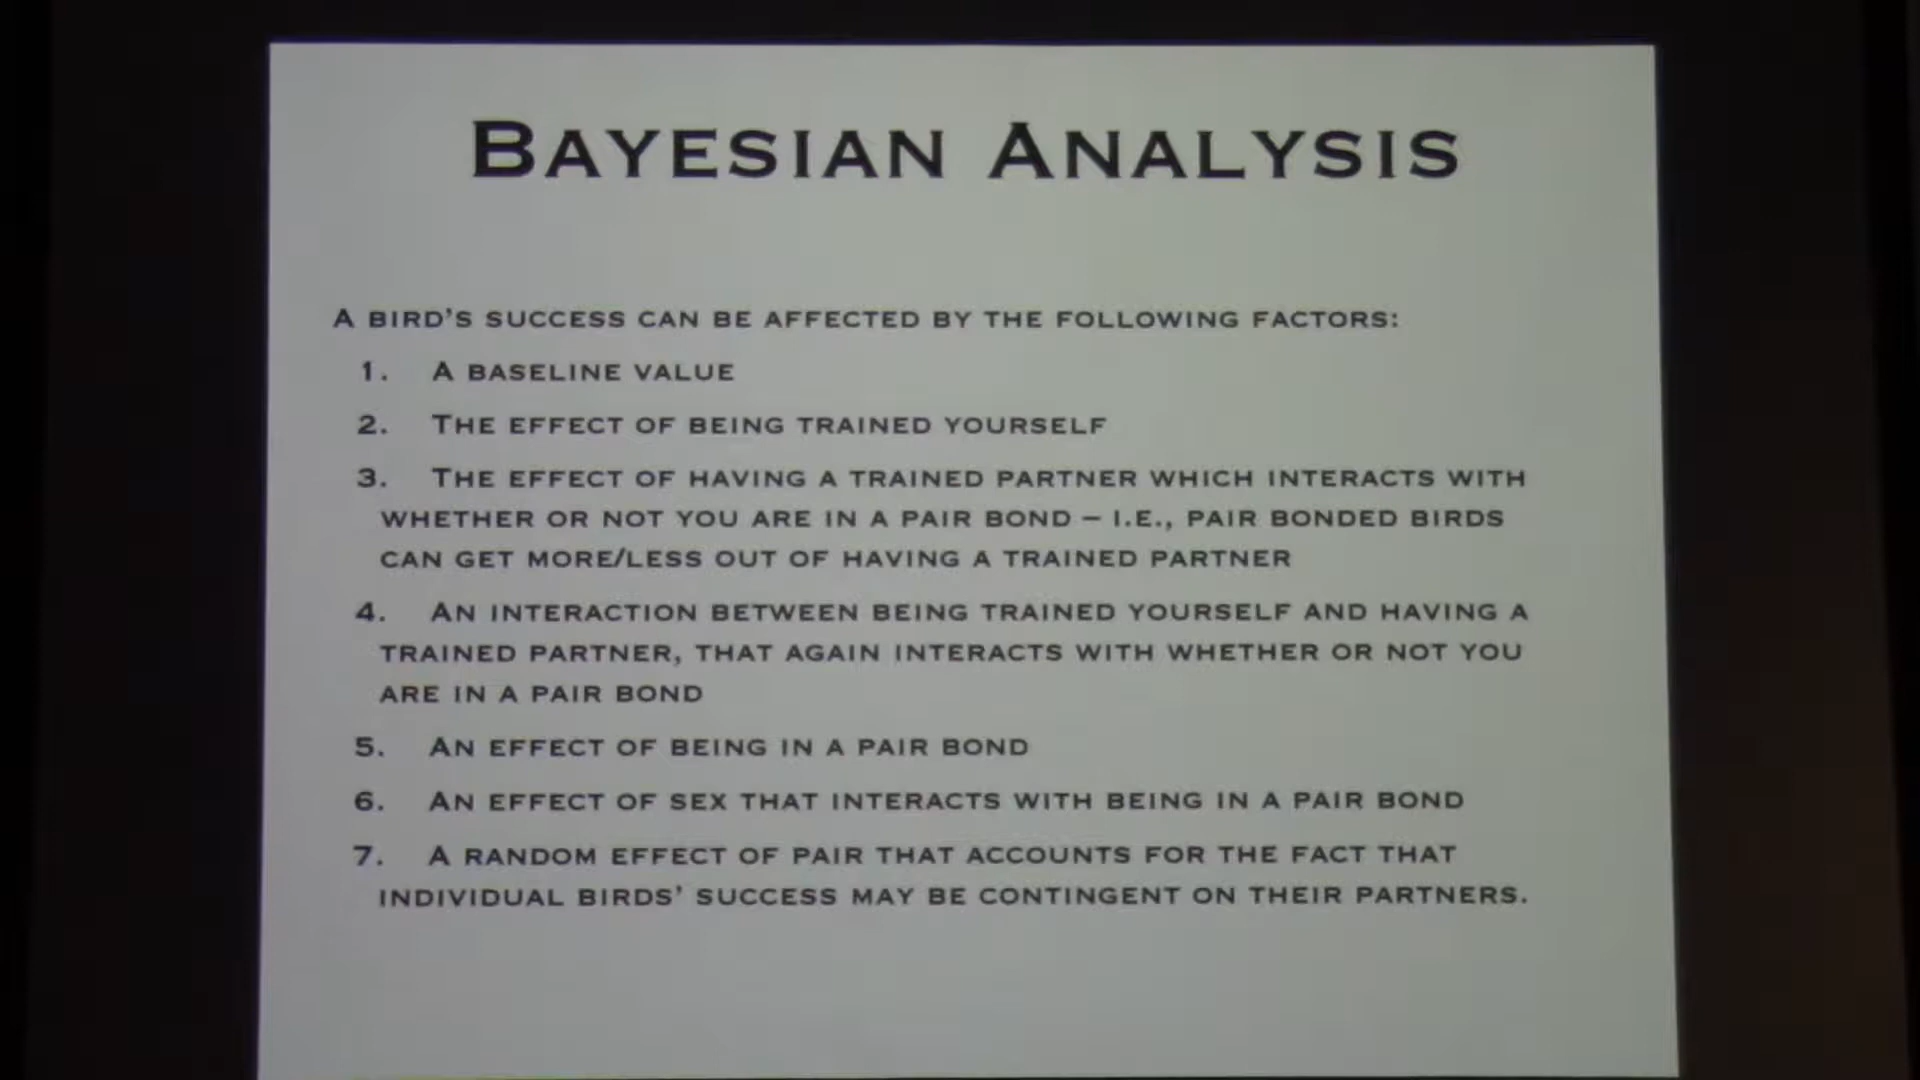 BAYESIAN ANALYSIS
A BIRD'S SUCCESS CAN BE AFFECTED BY THE FOLLOWING FACTORS:
1. A BASELINE VALUE
2. THE EFFECT OF BEING TRAINED YOURSELF
3. THE EFFECT OF HAVING A TRAINED PARTNER WHICH INTERACTS WITH
WHETHER OR NOT YOU ARE IN A PAIR BOND – I.E., PAIR BONDED BIRDS
CAN GET MORE/LESS OUT OF HAVING A TRAINED PARTNER
4. AN INTERACTION BETWEEN BEING TRAINED YOURSELF AND HAVING A
TRAINED PARTNER, THAT AGAIN INTERACTS WITH WHETHER OR NOT YOU
ARE IN A PAIR BOND
5. AN EFFECT OF BEING IN A PAIR BOND
6. AN EFFECT OF SEX THAT INTERACTS WITH BEING IN A PAIR BOND
7. A RANDOM EFFECT OF PAIR THAT ACCOUNTS FOR THE FACT THAT
INDIVIDUAL BIRDS' SUCCESS MAY BE CONTINGENT ON THEIR PARTNERS.